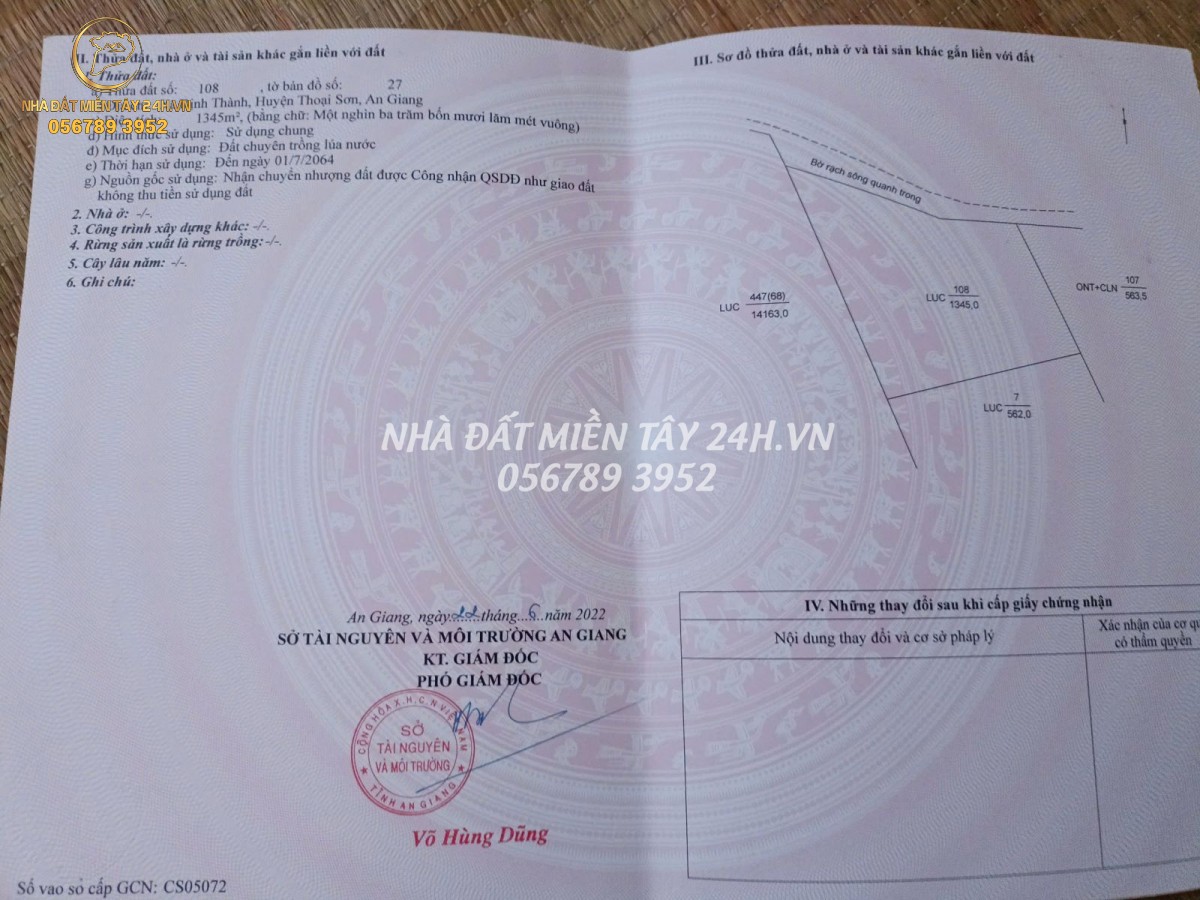 II. Thửa đất, nhà ở và tài sản khác gắn liền với đất
1. Thửa đất:
a) Thửa đất số: 108 , tờ bản đồ số: 27
Thành, Huyện Thoại Sơn, An Giang
1345m², (bằng chữ: Một nghìn ba trăm bốn mươi lăm mét vuông)
d) Hình thức sử dụng: Sử dụng chung
đ) Mục đích sử dụng: Đất chuyên trồng lúa nước
e) Thời hạn sử dụng: Đến ngày 01/7/2064
g) Nguồn gốc sử dụng: Nhận chuyển nhượng đất được Công nhận QSDĐ như giao đất
không thu tiền sử dụng đất
2. Nhà ở: -/-.
3. Công trình xây dựng khác: -/-.
4. Rừng sản xuất là rừng trồng: -/-.
5. Cây lâu năm: -/-.
6. Ghi chú:
NHÀ ĐẤT MIỀN TÂY 24H.VN
056789 3952
An Giang, ngày 22 tháng 6 năm 2022
SỞ TÀI NGUYÊN VÀ MÔI TRƯỜNG AN GIANG
KT. GIÁM ĐỐC
PHÓ GIÁM ĐỐC
CỘNG HÒA X.H.C.N VIỆT NAM
SỞ
TÀI NGUYÊN
VÀ MÔI TRƯỜNG
TỈNH AN GIANG
Võ Hùng Dũng
Số vào sổ cấp GCN: CS05072
III. Sơ đồ thửa đất, nhà ở và tài sản khác gắn liền với đất
Bờ rạch sông quanh trong
LUC 447(68)
14163,0
LUC 108
1345,0
ONT+CLN 107
563,5
LUC 7
562,0
NHÀ ĐẤT MIỀN TÂY 24H.VN
056789 3952
IV. Những thay đổi sau khi cấp giấy chứng nhận
Nội dung thay đổi và cơ sở pháp lý
Xác nhận của cơ qu
có thẩm quyền